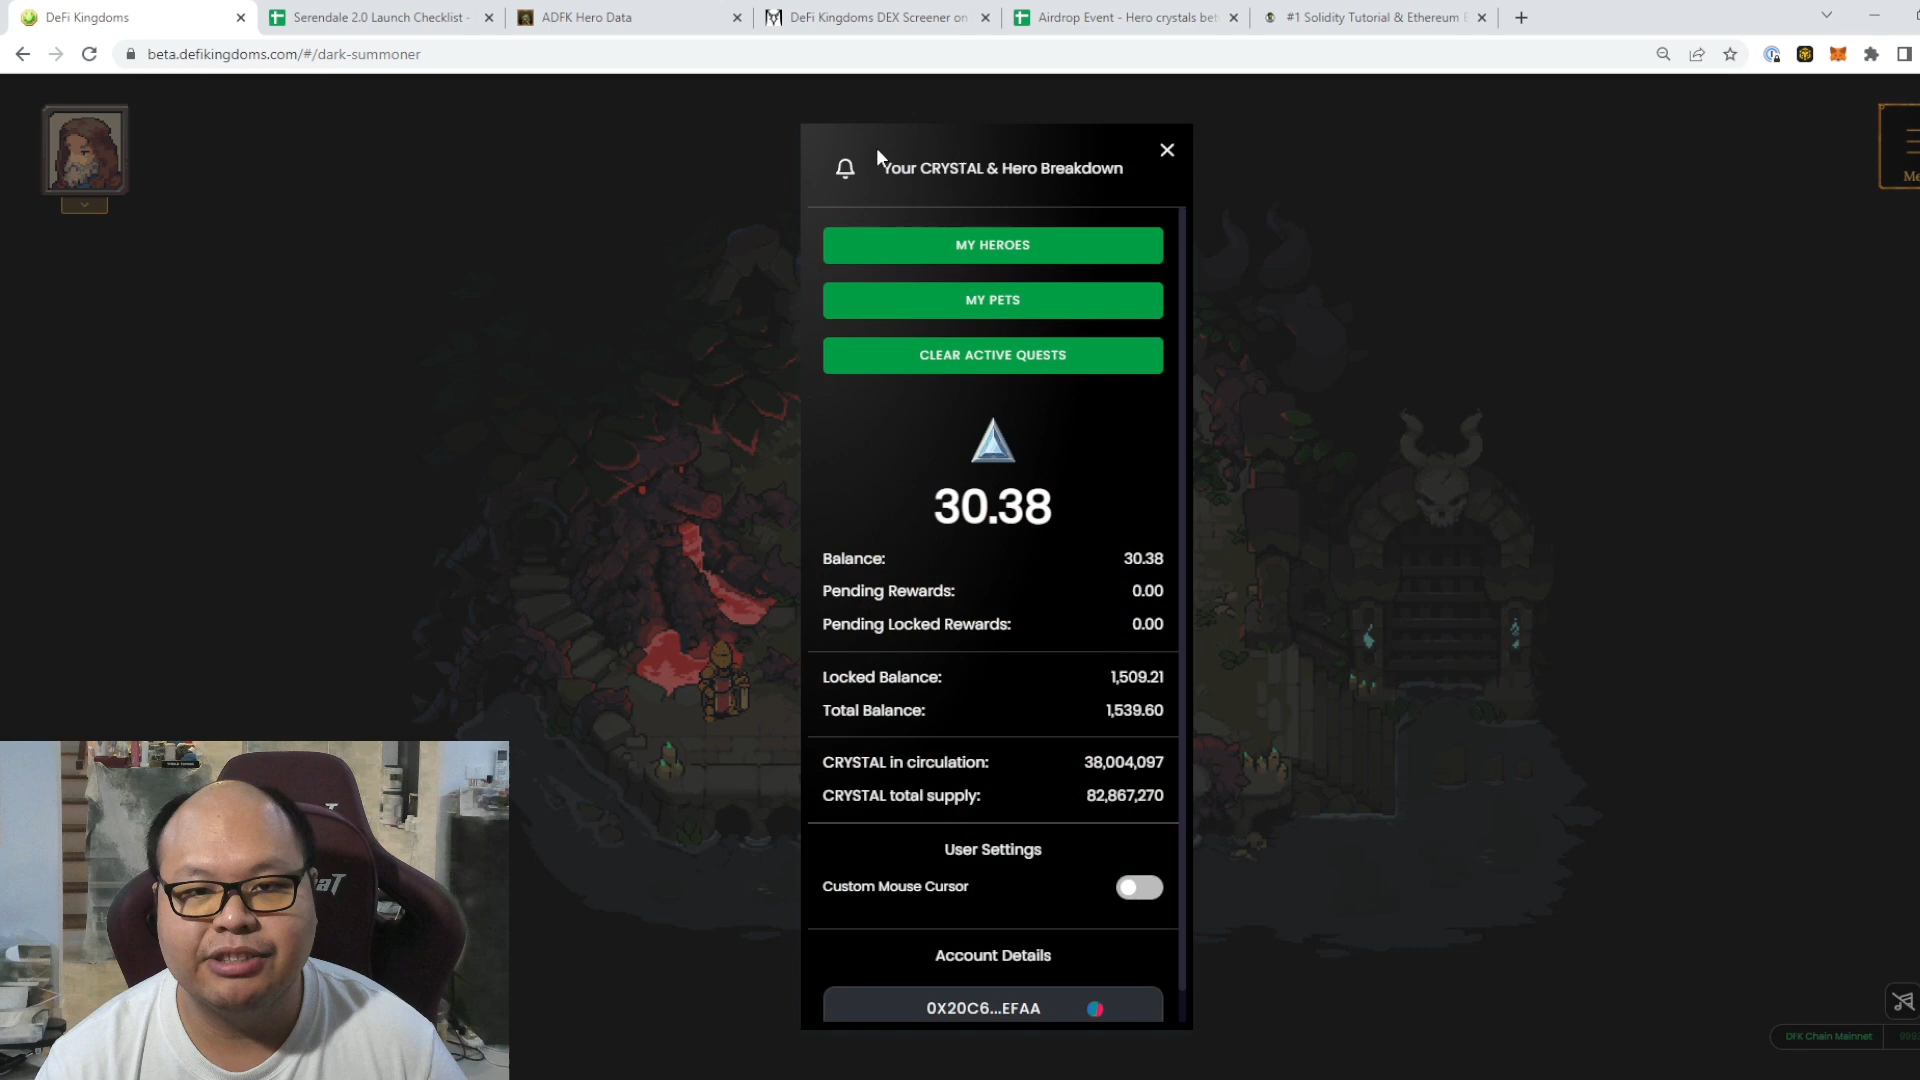 DeFi Kingdoms
Serendale 2.0 Launch Checklist -
ADFK Hero Data
DeFi Kingdoms DEX Screener on
Airdrop Event - Hero crystals bet
#1 Solidity Tutorial & Ethereum
beta.defikingdoms.com/#/dark-summoner
Me
Your CRYSTAL & Hero Breakdown
MY HEROES
MY PETS
CLEAR ACTIVE QUESTS
30.38
Balance: 30.38
Pending Rewards: 0.00
Pending Locked Rewards: 0.00
Locked Balance: 1,509.21
Total Balance: 1,539.60
CRYSTAL in circulation: 38,004,097
CRYSTAL total supply: 82,867,270
User Settings
Custom Mouse Cursor
Account Details
0X20C6...EFAA
DFK Chain Mainnet